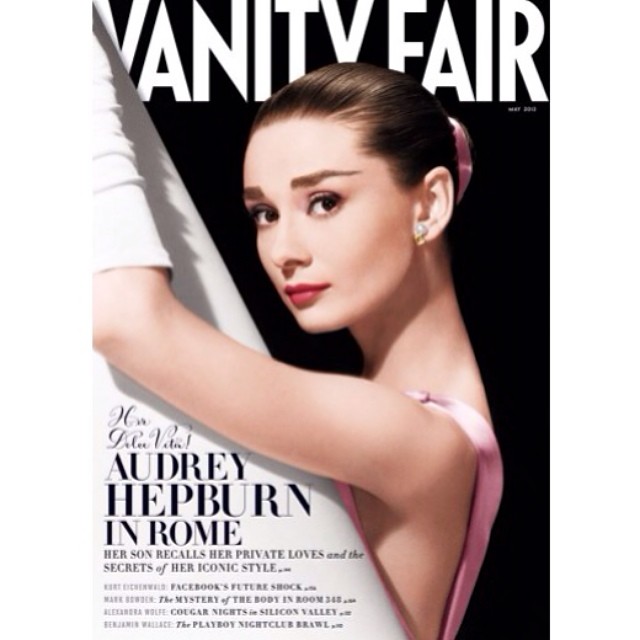 VANITY FAIR
MAY 2013
Her
Dolce Vita!
AUDREY
HEPBURN
IN ROME
HER SON RECALLS HER PRIVATE LOVES and the
SECRETS of HER ICONIC STYLE
KURT EICHENWALD: FACEBOOK'S FUTURE SHOCK
MARK BOWDEN: The MYSTERY of THE BODY IN ROOM 348
ALEXANDRA WOLFE: COUGAR NIGHTS in SILICON VALLEY
BENJAMIN WALLACE: The PLAYBOY NIGHTCLUB BRAWL